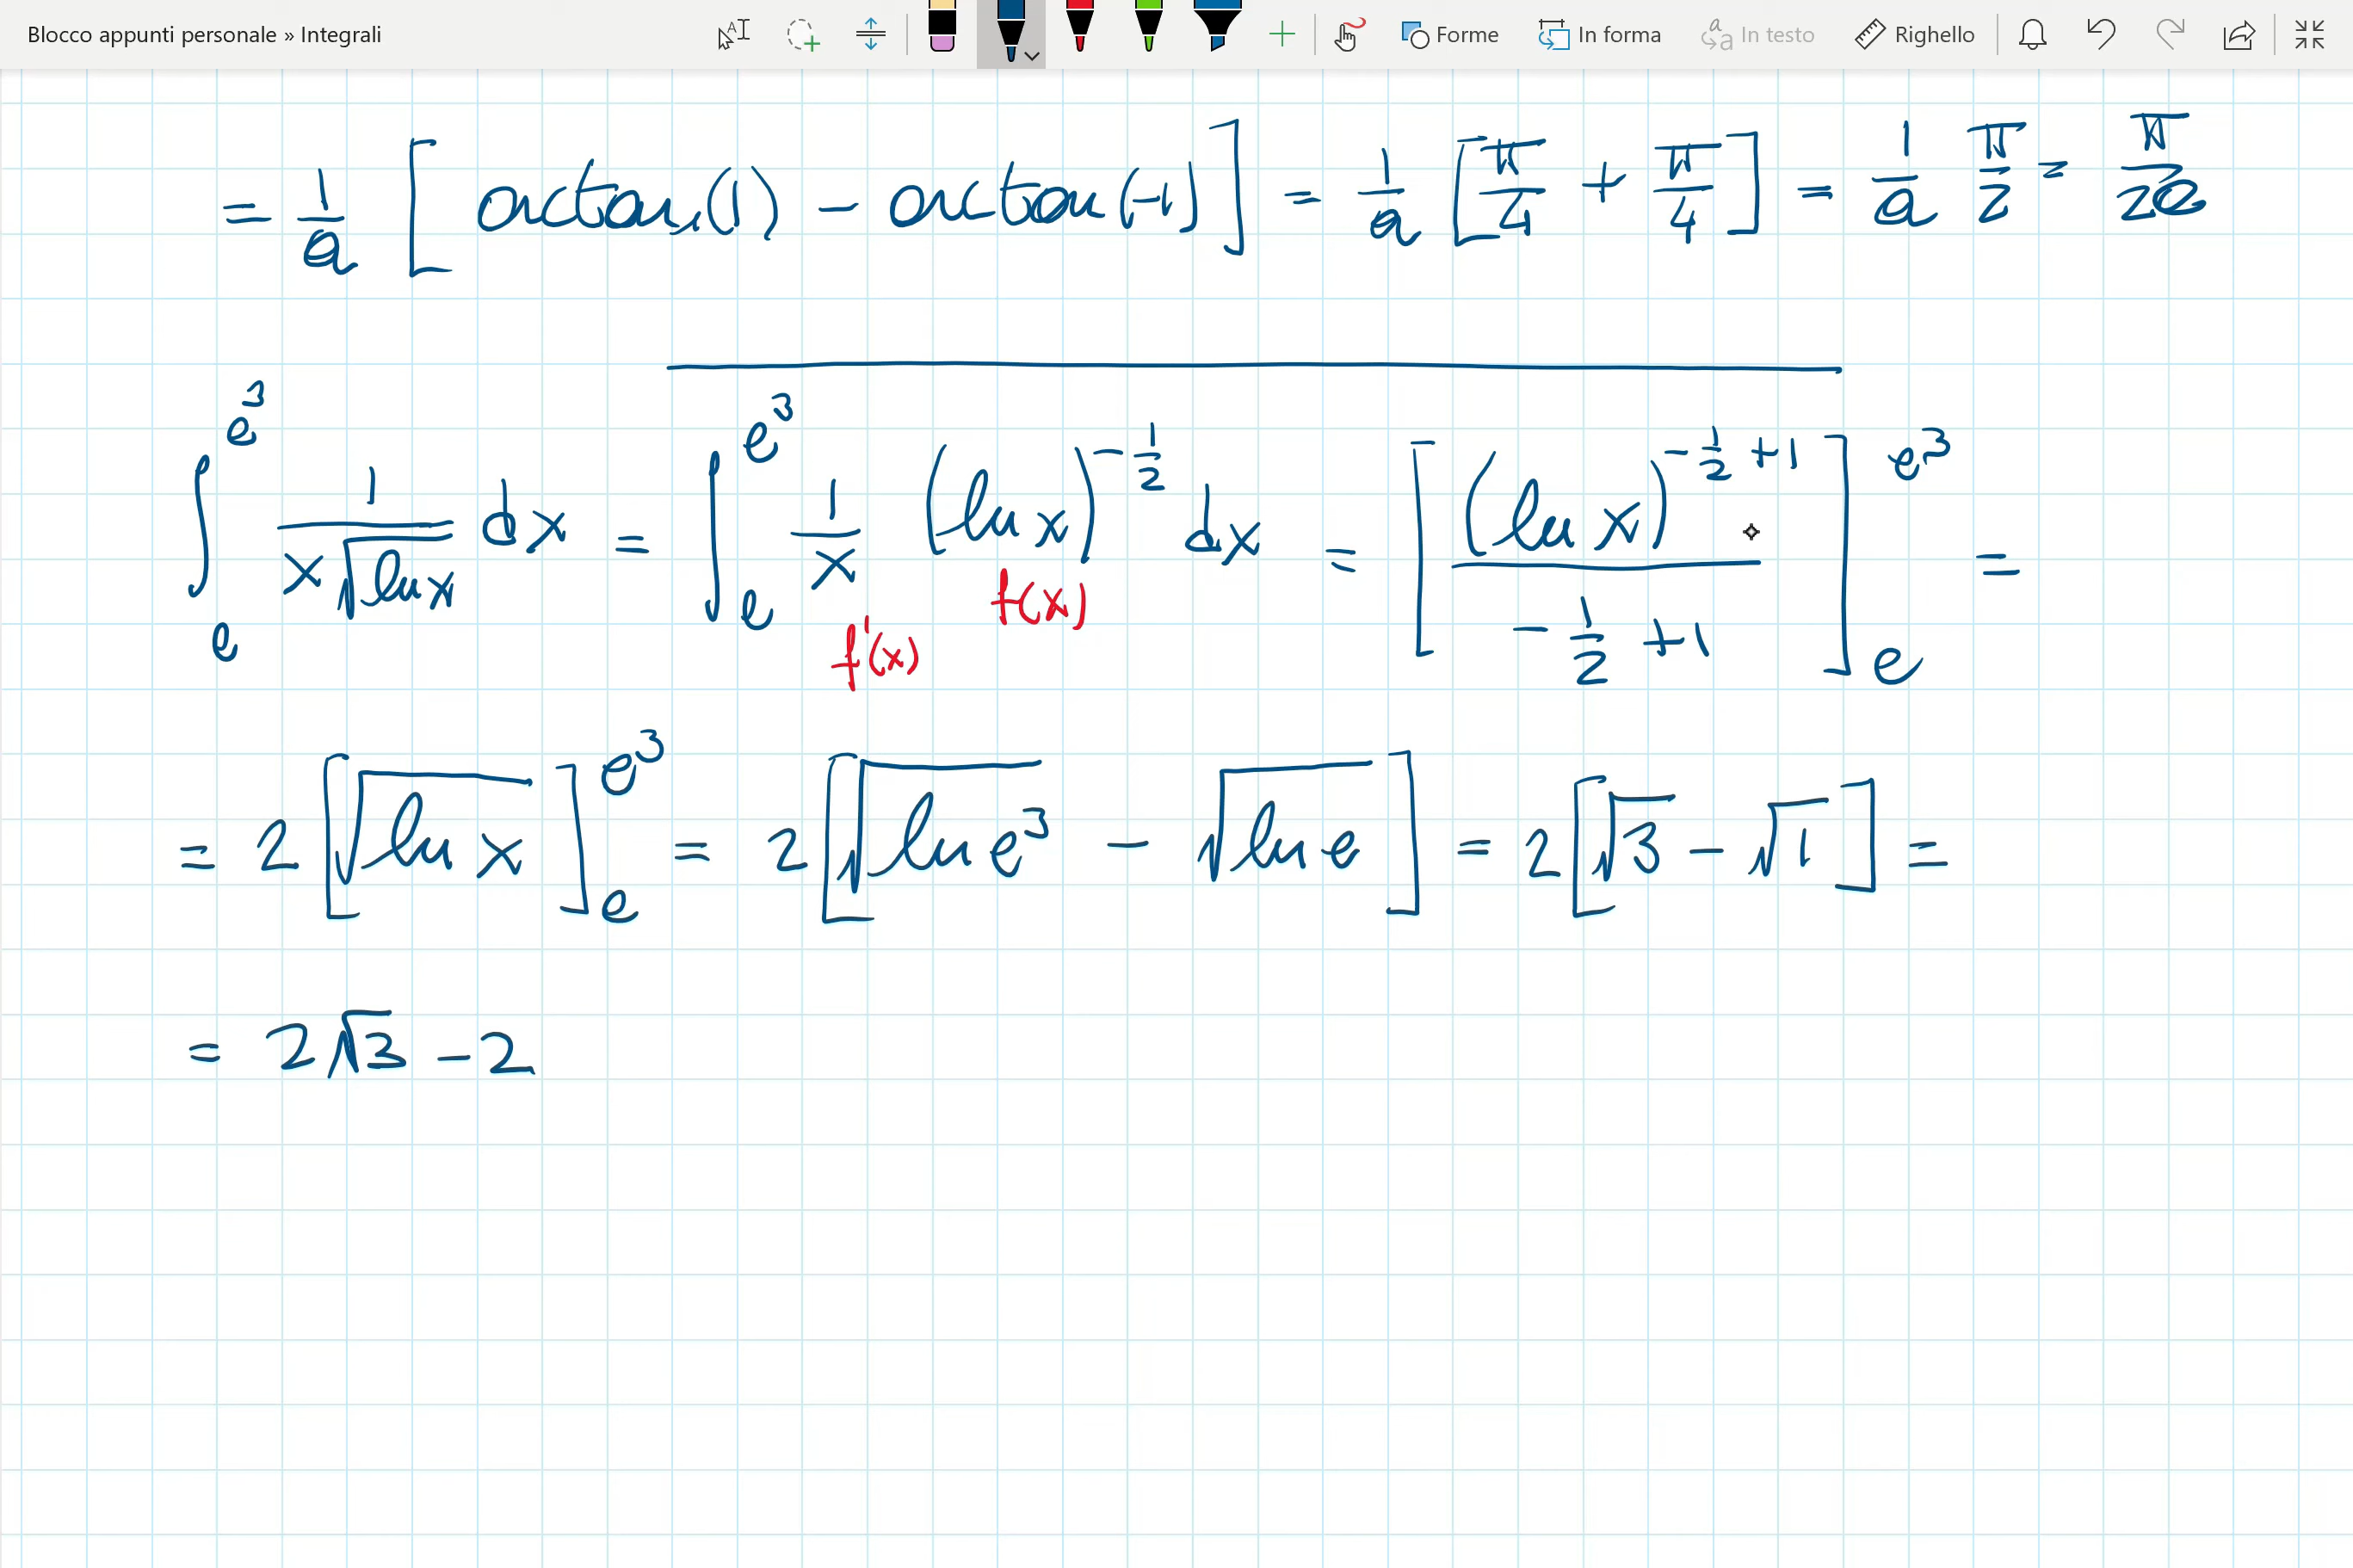 Blocco appunti personale » Integrali Forme In forma In testo Righello
= 1/a [ arctan (1) - arctan (-1) ] = 1/a [ π/4 + π/4 ] = 1/a π/2 = π/2a
∫_e^e³ 1/(x√(ln x)) dx = ∫_e^e³ 1/x (ln x)^(-1/2) dx = [ (ln x)^(-1/2 +1) / (-1/2 +1) ]_e^e³ =
f'(x) f(x)
= 2 [ √(ln x) ]_e^e³ = 2 [ √(ln e³) - √(ln e) ] = 2 [ √3 - √1 ] =
= 2√3 - 2